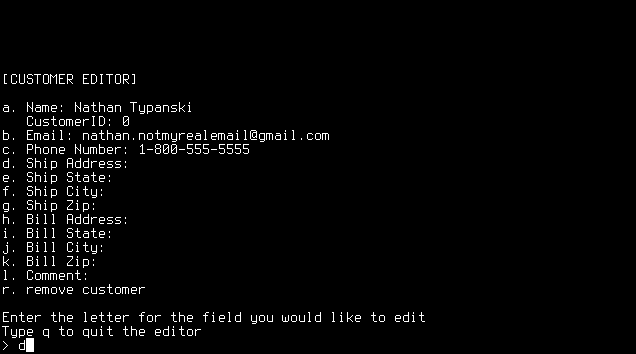 [CUSTOMER EDITOR]
a. Name: Nathan Typanski
CustomerID: 0
b. Email: nathan.notmyrealemail@gmail.com
c. Phone Number: 1-800-555-5555
d. Ship Address:
e. Ship State:
f. Ship City:
g. Ship Zip:
h. Bill Address:
i. Bill State:
j. Bill City:
k. Bill Zip:
l. Comment:
r. remove customer
Enter the letter for the field you would like to edit
Type q to quit the editor
> d